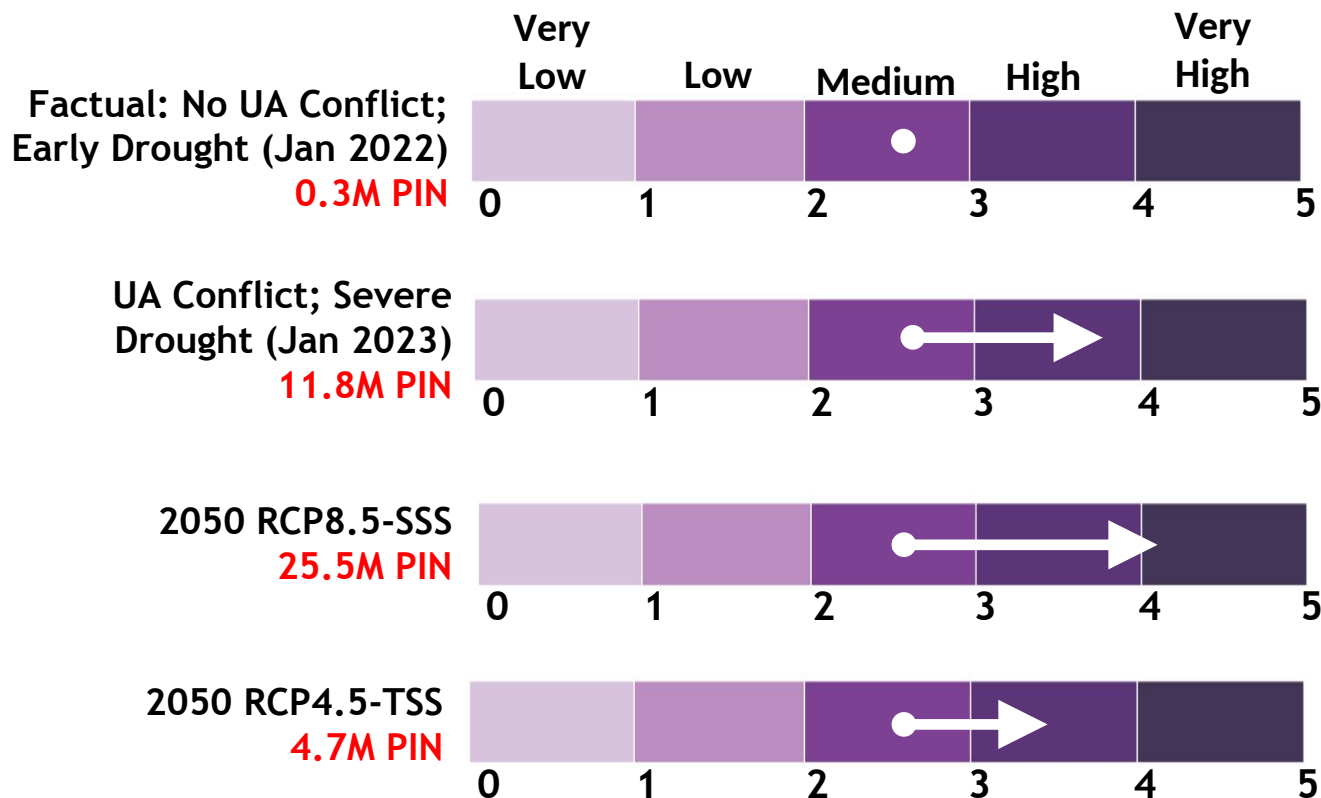 Very Low
Low
Medium
High
Very High
Factual: No UA Conflict;
Early Drought (Jan 2022)
0.3M PIN
0 1 2 3 4 5
UA Conflict; Severe
Drought (Jan 2023)
11.8M PIN
0 1 2 3 4 5
2050 RCP8.5-SSS
25.5M PIN
0 1 2 3 4 5
2050 RCP4.5-TSS
4.7M PIN
0 1 2 3 4 5